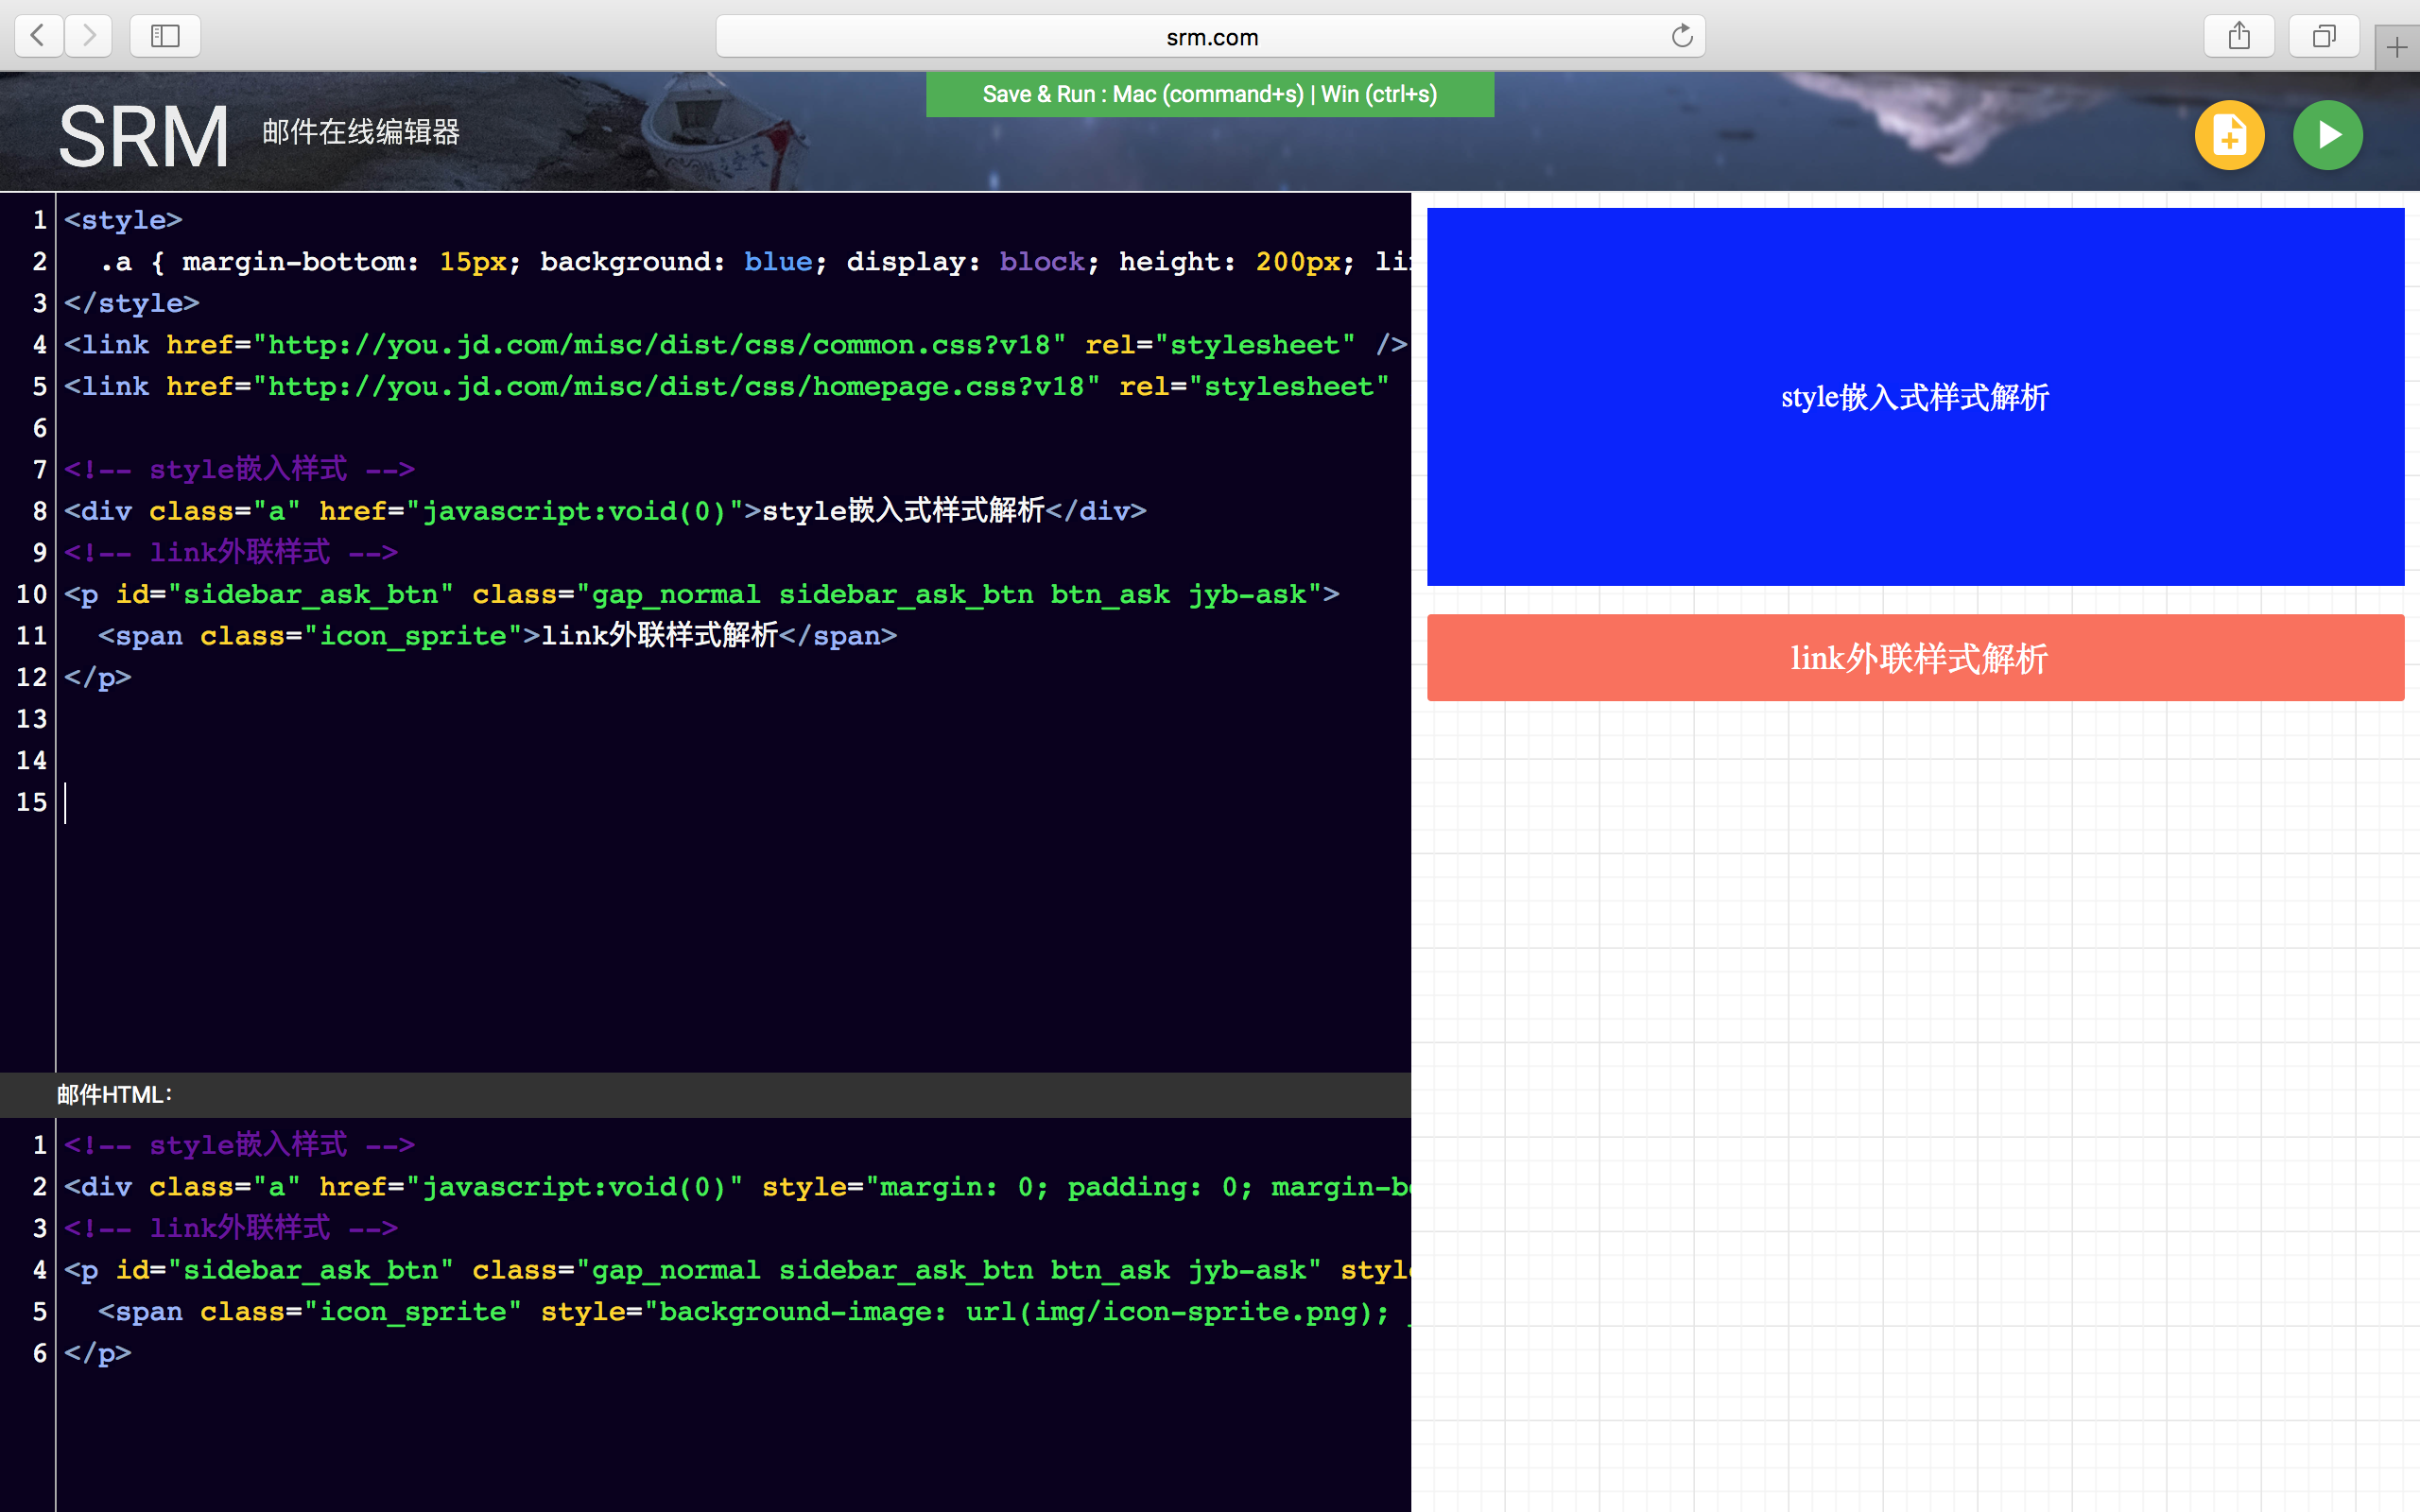 srm.com
Save & Run : Mac (command+s) | Win (ctrl+s)
SRM 邮件在线编辑器
1 <style>
2 .a { margin-bottom: 15px; background: blue; display: block; height: 200px; li
3 </style>
4 <link href="http://you.jd.com/misc/dist/css/common.css?v18" rel="stylesheet" />
5 <link href="http://you.jd.com/misc/dist/css/homepage.css?v18" rel="stylesheet"
6
7 <!-- style嵌入样式 -->
8 <div class="a" href="javascript:void(0)">style嵌入式样式解析</div>
9 <!-- link外联样式 -->
10 <p id="sidebar_ask_btn" class="gap_normal sidebar_ask_btn btn_ask jyb-ask">
11 <span class="icon_sprite">link外联样式解析</span>
12 </p>
13
14
15
邮件HTML:
1 <!-- style嵌入样式 -->
2 <div class="a" href="javascript:void(0)" style="margin: 0; padding: 0; margin-b
3 <!-- link外联样式 -->
4 <p id="sidebar_ask_btn" class="gap_normal sidebar_ask_btn btn_ask jyb-ask" styl
5 <span class="icon_sprite" style="background-image: url(img/icon-sprite.png); _
6 </p>
style嵌入式样式解析
link外联样式解析